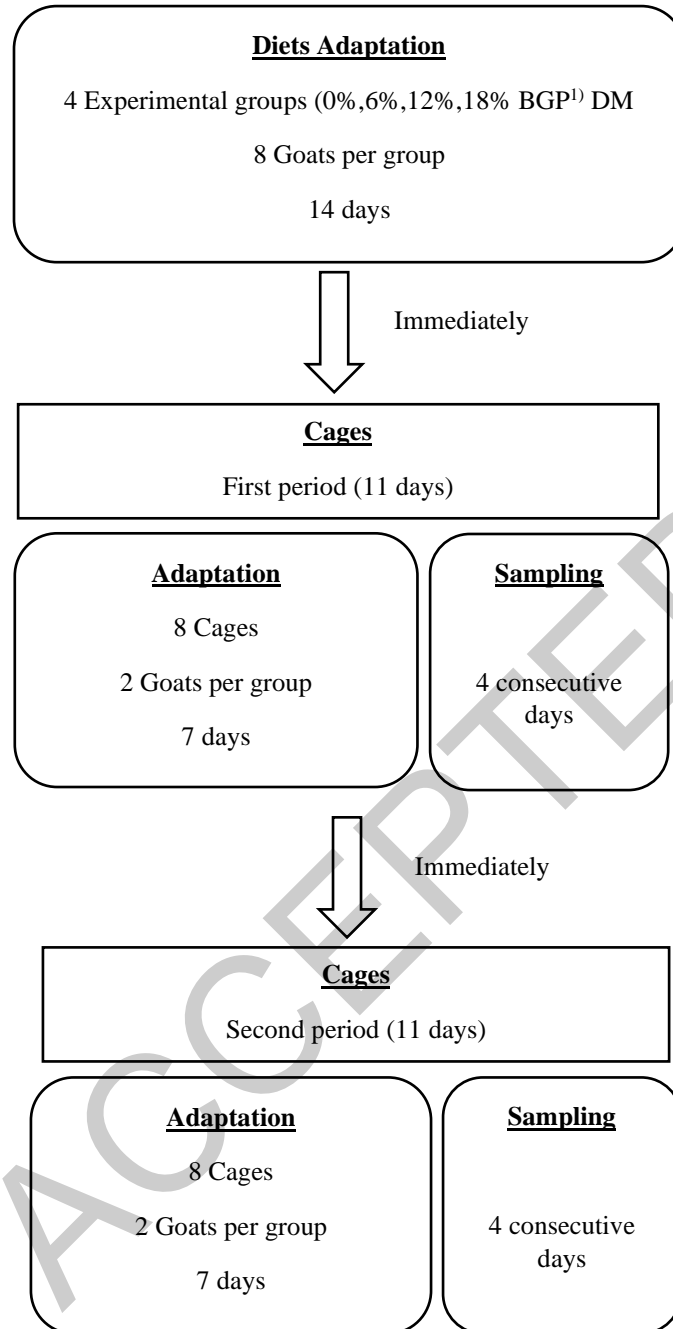 Diets Adaptation
4 Experimental groups (0%,6%,12%,18% BGP1) DM
8 Goats per group
14 days
Immediately
Cages
First period (11 days)
Adaptation
8 Cages
2 Goats per group
7 days
Sampling
4 consecutive
days
Immediately
Cages
Second period (11 days)
Adaptation
8 Cages
2 Goats per group
7 days
Sampling
4 consecutive
days
ACCEPTE